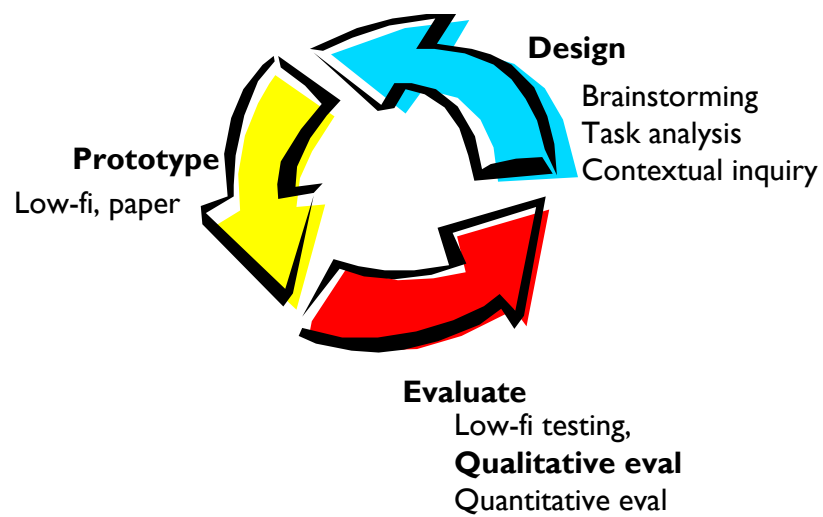 Design
Brainstorming
Task analysis
Contextual inquiry
Prototype
Low-fi, paper
Evaluate
Low-fi testing,
Qualitative eval
Quantitative eval